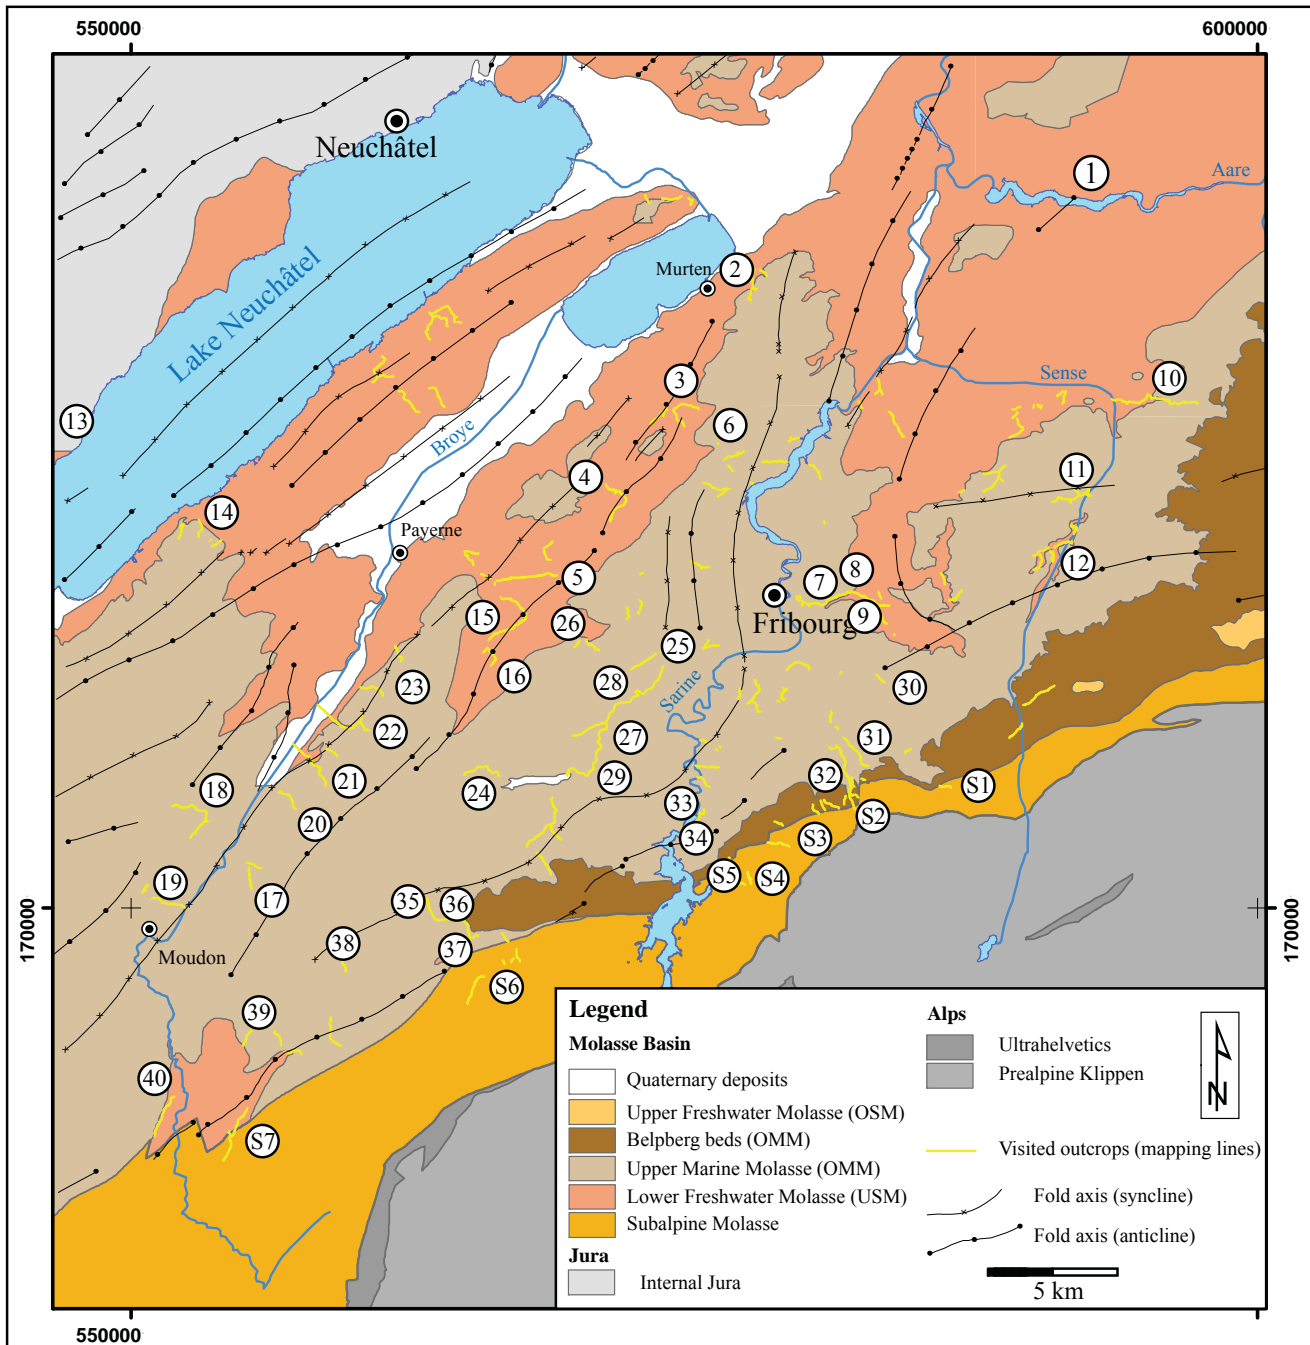 550000
600000
Neuchâtel
1
Aare
Lake Neuchâtel
Murten
2
3
Sense
10
13
6
Broye
4
11
14
Payerne
12
5
7
8
15
26
Fribourg
9
25
16
28
23
30
Sarine
22
27
31
21
29
18
24
32
S1
20
33
S2
34
S3
19
S5
S4
17
35
36
170000
170000
38
37
Moudon
S6
39
40
S7
Legend
Molasse Basin
Quaternary deposits
Upper Freshwater Molasse (OSM)
Belpberg beds (OMM)
Upper Marine Molasse (OMM)
Lower Freshwater Molasse (USM)
Subalpine Molasse
Jura
Internal Jura
Alps
Ultrahelvetics
Prealpine Klippen
N
Visited outcrops (mapping lines)
Fold axis (syncline)
Fold axis (anticline)
5 km
550000